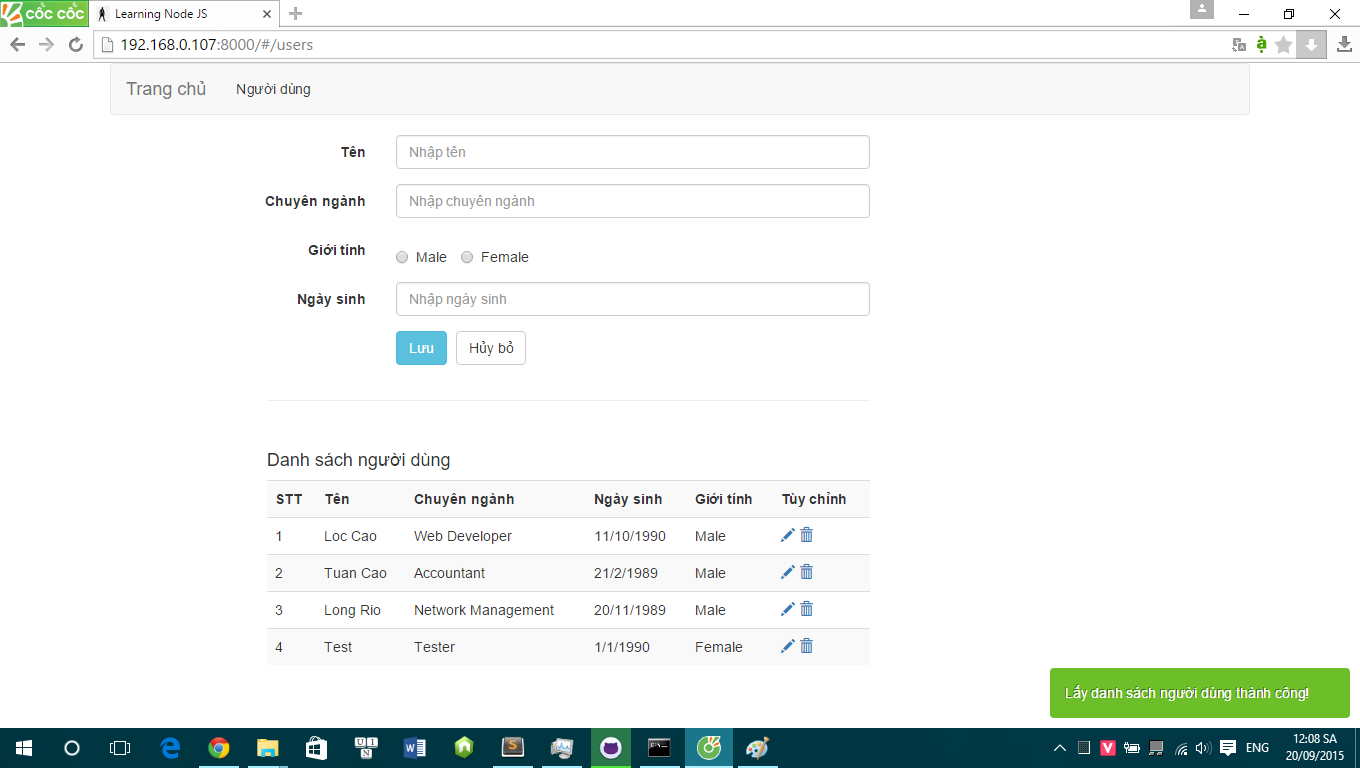 cốc cốc Learning Node JS
192.168.0.107:8000/#/users
Trang chủ Người dùng
Tên Nhập tên
Chuyên ngành Nhập chuyên ngành
Giới tính Male Female
Ngày sinh Nhập ngày sinh
Lưu Hủy bỏ
Danh sách người dùng
STT Tên Chuyên ngành Ngày sinh Giới tính Tùy chỉnh
1 Loc Cao Web Developer 11/10/1990 Male
2 Tuan Cao Accountant 21/2/1989 Male
3 Long Rio Network Management 20/11/1989 Male
4 Test Tester 1/1/1990 Female
Lấy danh sách người dùng thành công!
ENG 12:08 SA
20/09/2015